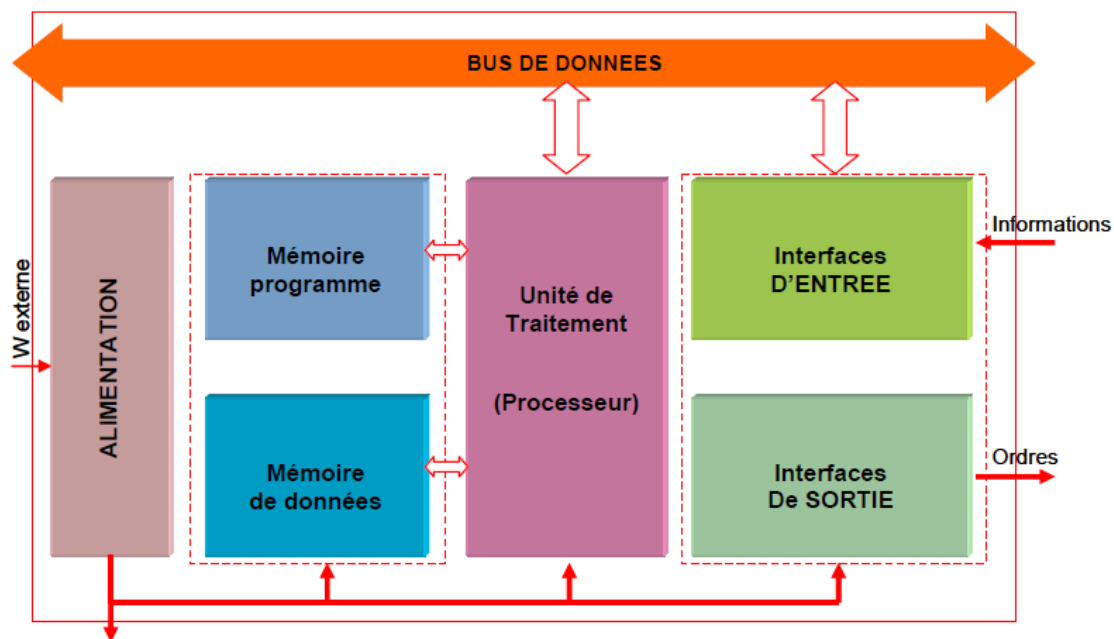 BUS DE DONNEES
W externe
ALIMENTATION
Mémoire
programme
Mémoire
de données
Unité de
Traitement
(Processeur)
Interfaces
D'ENTREE
Interfaces
De SORTIE
Informations
Ordres